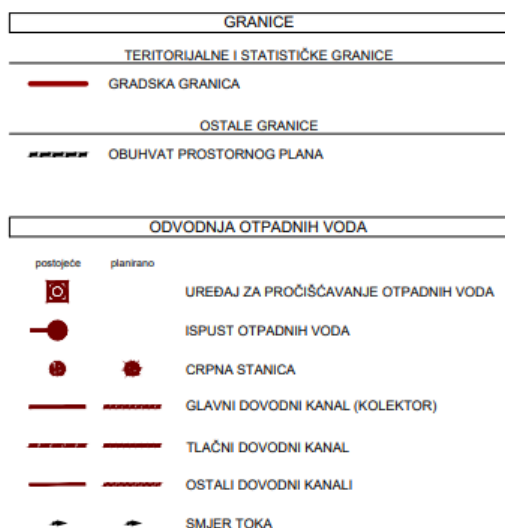 GRANICE
TERITORIJALNE I STATISTIČKE GRANICE
GRADSKA GRANICA
OSTALE GRANICE
OBUHVAT PROSTORNOG PLANA
ODVODNJA OTPADNIH VODA
postojeće planirano
UREĐAJ ZA PROČIŠĆAVANJE OTPADNIH VODA
ISPUST OTPADNIH VODA
CRPNA STANICA
GLAVNI DOVODNI KANAL (KOLEKTOR)
TLAČNI DOVODNI KANAL
OSTALI DOVODNI KANALI
SMJER TOKA